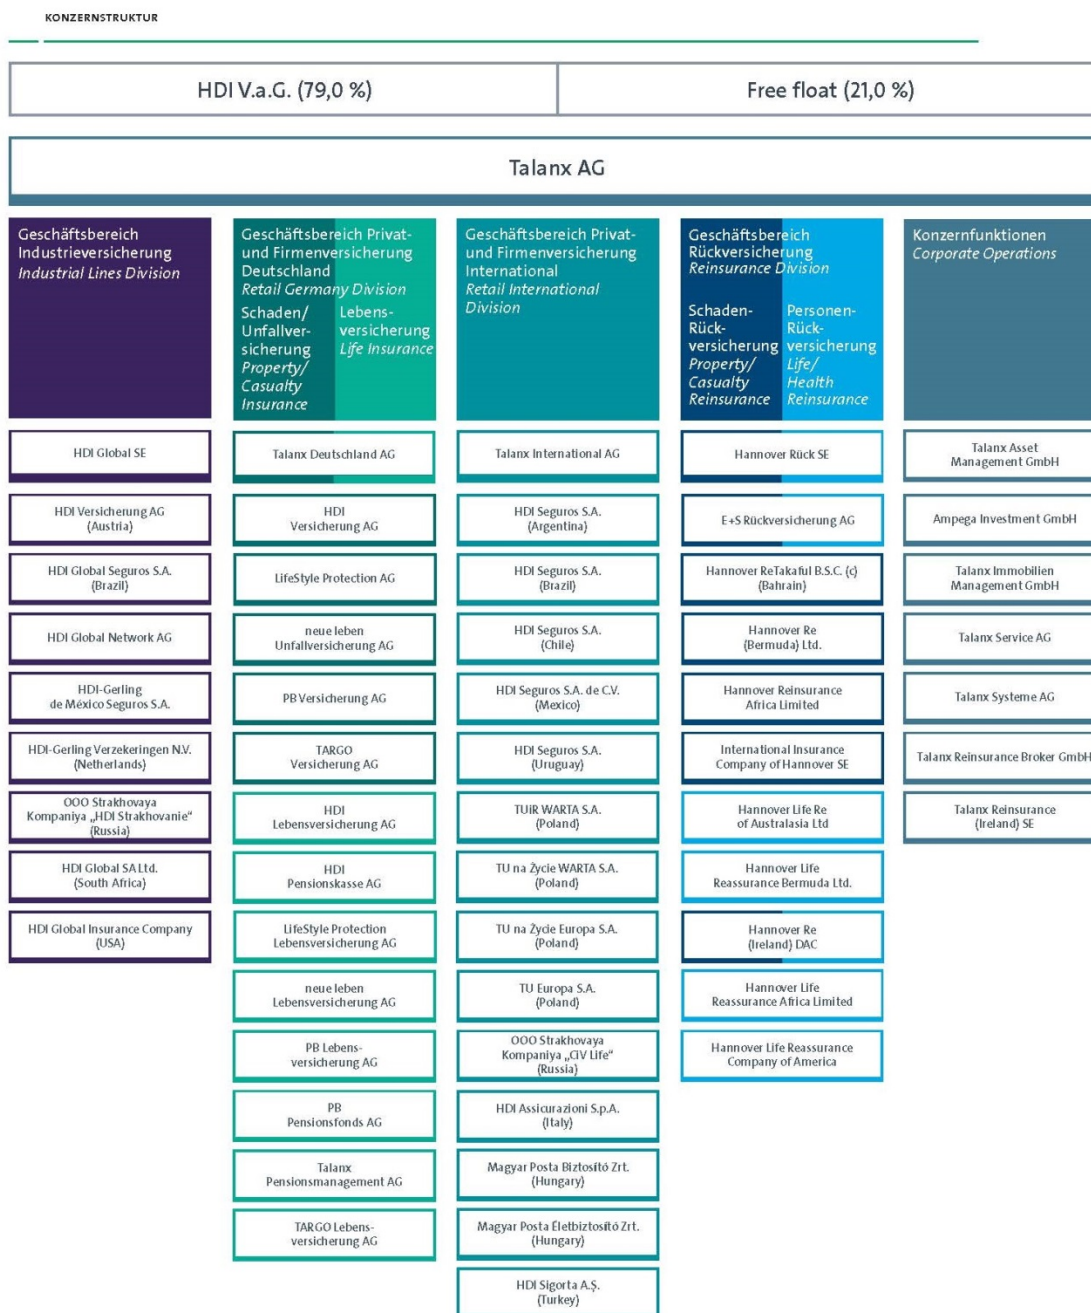 KONZERNSTRUKTUR
HDI V.a.G. (79,0 %)
Free float (21,0 %)
Talanx AG
Geschäftsbereich
Industrieversicherung
Industrial Lines Division
HDI Global SE
HDI Versicherung AG
(Austria)
HDI Global Seguros S.A.
(Brazil)
HDI Global Network AG
HDI-Gerling
de México Seguros S.A.
HDI-Gerling Verzekeringen N.V.
(Netherlands)
OOO Strakhovaya
Kompaniya „HDI Strakhovanie“
(Russia)
HDI Global SA Ltd.
(South Africa)
HDI Global Insurance Company
(USA)
Geschäftsbereich Privat-
und Firmenversicherung
Deutschland
Retail Germany Division
Schaden/
Unfallver-
sicherung
Property/
Casualty
Insurance
Lebens-
versicherung
Life Insurance
Talanx Deutschland AG
HDI
Versicherung AG
LifeStyle Protection AG
neue leben
Unfallversicherung AG
PB Versicherung AG
TARGO
Versicherung AG
HDI
Lebensversicherung AG
HDI
Pensionskasse AG
LifeStyle Protection
Lebensversicherung AG
neue leben
Lebensversicherung AG
PB Lebens-
versicherung AG
PB
Pensionsfonds AG
Talanx
Pensionsmanagement AG
TARGO Lebens-
versicherung AG
Geschäftsbereich Privat-
und Firmenversicherung
International
Retail International
Division
Talanx International AG
HDI Seguros S.A.
(Argentina)
HDI Seguros S.A.
(Brazil)
HDI Seguros S.A.
(Chile)
HDI Seguros S.A. de C.V.
(Mexico)
HDI Seguros S.A.
(Uruguay)
TUiR WARTA S.A.
(Poland)
TU na Życie WARTA S.A.
(Poland)
TU na Życie Europa S.A.
(Poland)
TU Europa S.A.
(Poland)
OOO Strakhovaya
Kompaniya „CiV Life“
(Russia)
HDI Assicurazioni S.p.A.
(Italy)
Magyar Posta Biztosító Zrt.
(Hungary)
Magyar Posta Életbiztosító Zrt.
(Hungary)
HDI Sigorta A.Ş.
(Turkey)
Geschäftsbereich
Rückversicherung
Reinsurance Division
Schaden-
Rück-
versicherung
Property/
Casualty
Reinsurance
Personen-
Rück-
versicherung
Life/
Health
Reinsurance
Hannover Rück SE
E+S Rückversicherung AG
Hannover ReTakaful B.S.C. (c)
(Bahrain)
Hannover Re
(Bermuda) Ltd.
Hannover Reinsurance
Africa Limited
International Insurance
Company of Hannover SE
Hannover Life Re
of Australasia Ltd
Hannover Life
Reassurance Bermuda Ltd.
Hannover Re
(Ireland) DAC
Hannover Life
Reassurance Africa Limited
Hannover Life Reassurance
Company of America
Konzernfunktionen
Corporate Operations
Talanx Asset
Management GmbH
Ampega Investment GmbH
Talanx Immobilien
Management GmbH
Talanx Service AG
Talanx Systeme AG
Talanx Reinsurance Broker GmbH
Talanx Reinsurance
(Ireland) SE